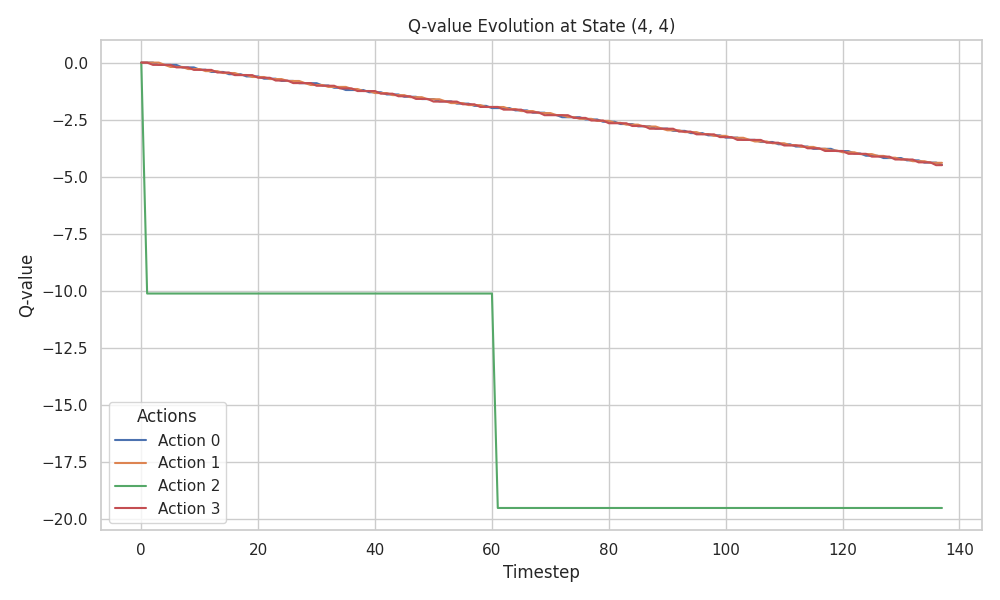 Q-value Evolution at State (4, 4)
Q-value
0.0
−2.5
−5.0
−7.5
−10.0
−12.5
−15.0
−17.5
−20.0
Actions
Action 0
Action 1
Action 2
Action 3
0 20 40 60 80 100 120 140
Timestep